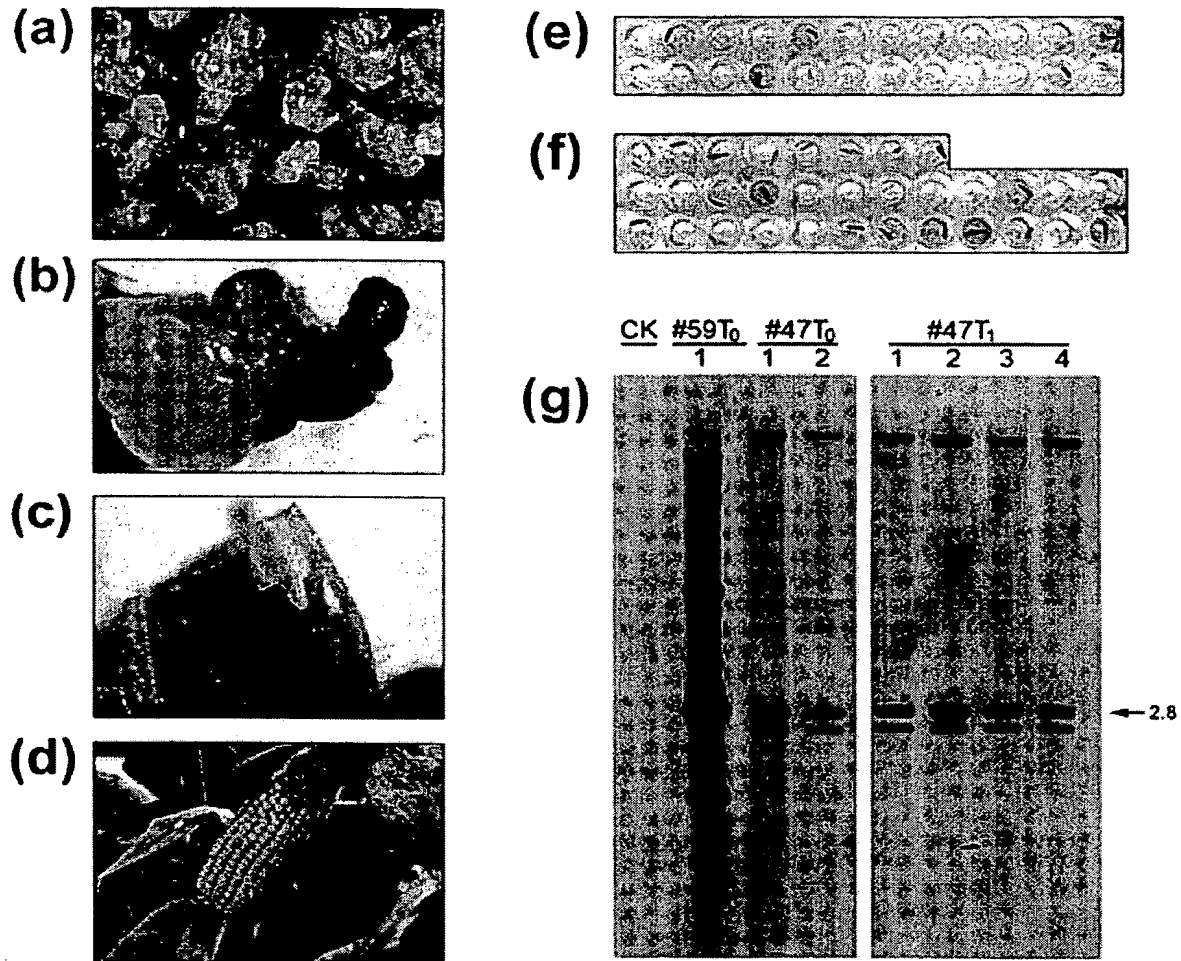 (a)
(b)
(c)
(d)
(e)
(f)
(g)
CK #59T₀ #47T₀ #47T₁
1 1 2 1 2 3 4
2.8